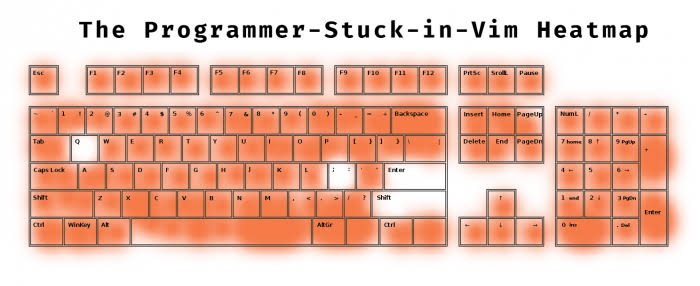 The Programmer-Stuck-in-Vim Heatmap
Esc F1 F2 F3 F4 F5 F6 F7 F8 F9 F10 F11 F12 PrtSc ScrolL Pause
~ ` 1 ! 2 @ 3 # 4 $ 5 % 6 ^ 7 & 8 * 9 ( 0 ) - _ = + Backspace Insert Home PageUp NumL / * -
Tab Q W E R T Y U I O P [ { ] } \ | Delete End PageDn 7 home 8 ↑ 9 PgUp +
Caps Lock A S D F G H J K L ; : ' " Enter 4 ← 5 6 →
Shift Z X C V B N M , < . > / ? Shift ↑ 1 end 2 ↓ 3 PgDn Enter
Ctrl WinKey Alt AltGr Ctrl ← ↓ → 0 Ins . Del